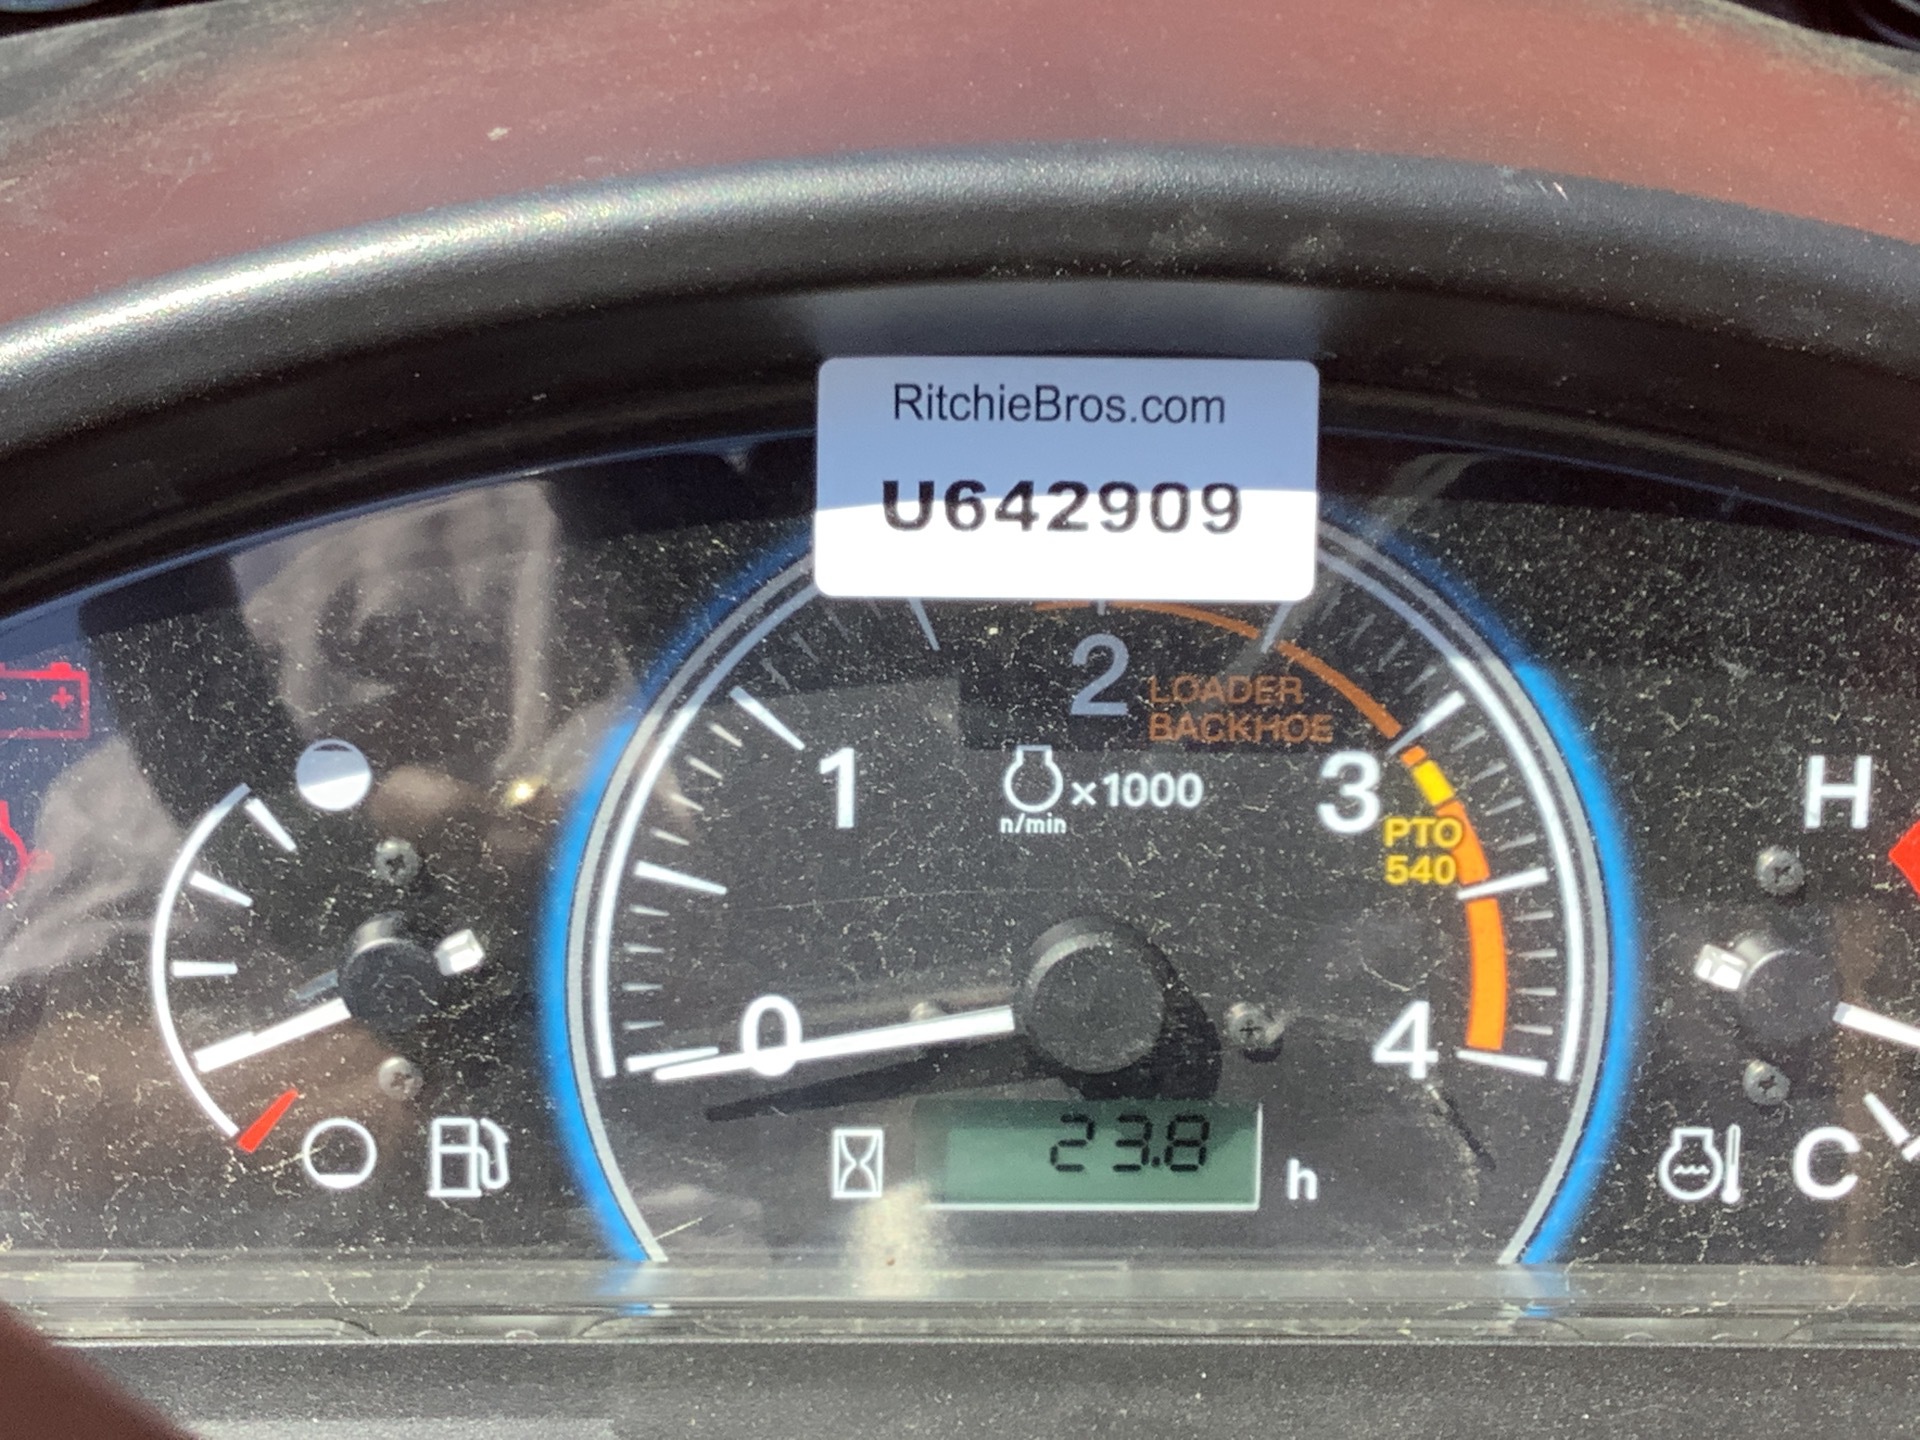 RitchieBros.com
U642909
2
LOADER
BACKHOE
1
x1000
n/min
3
PTO
540
H
0
4
23.8
h
C